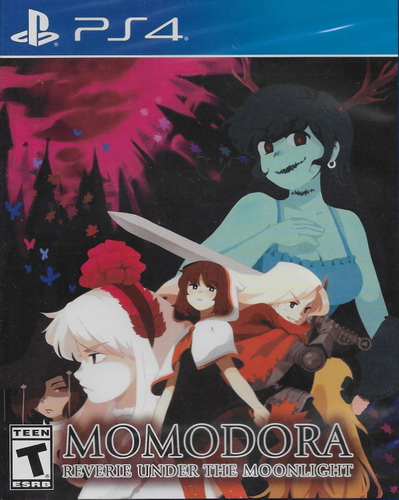 PS4
MOMODORA
REVERIE UNDER THE MOONLIGHT
TEEN
T
ESRB